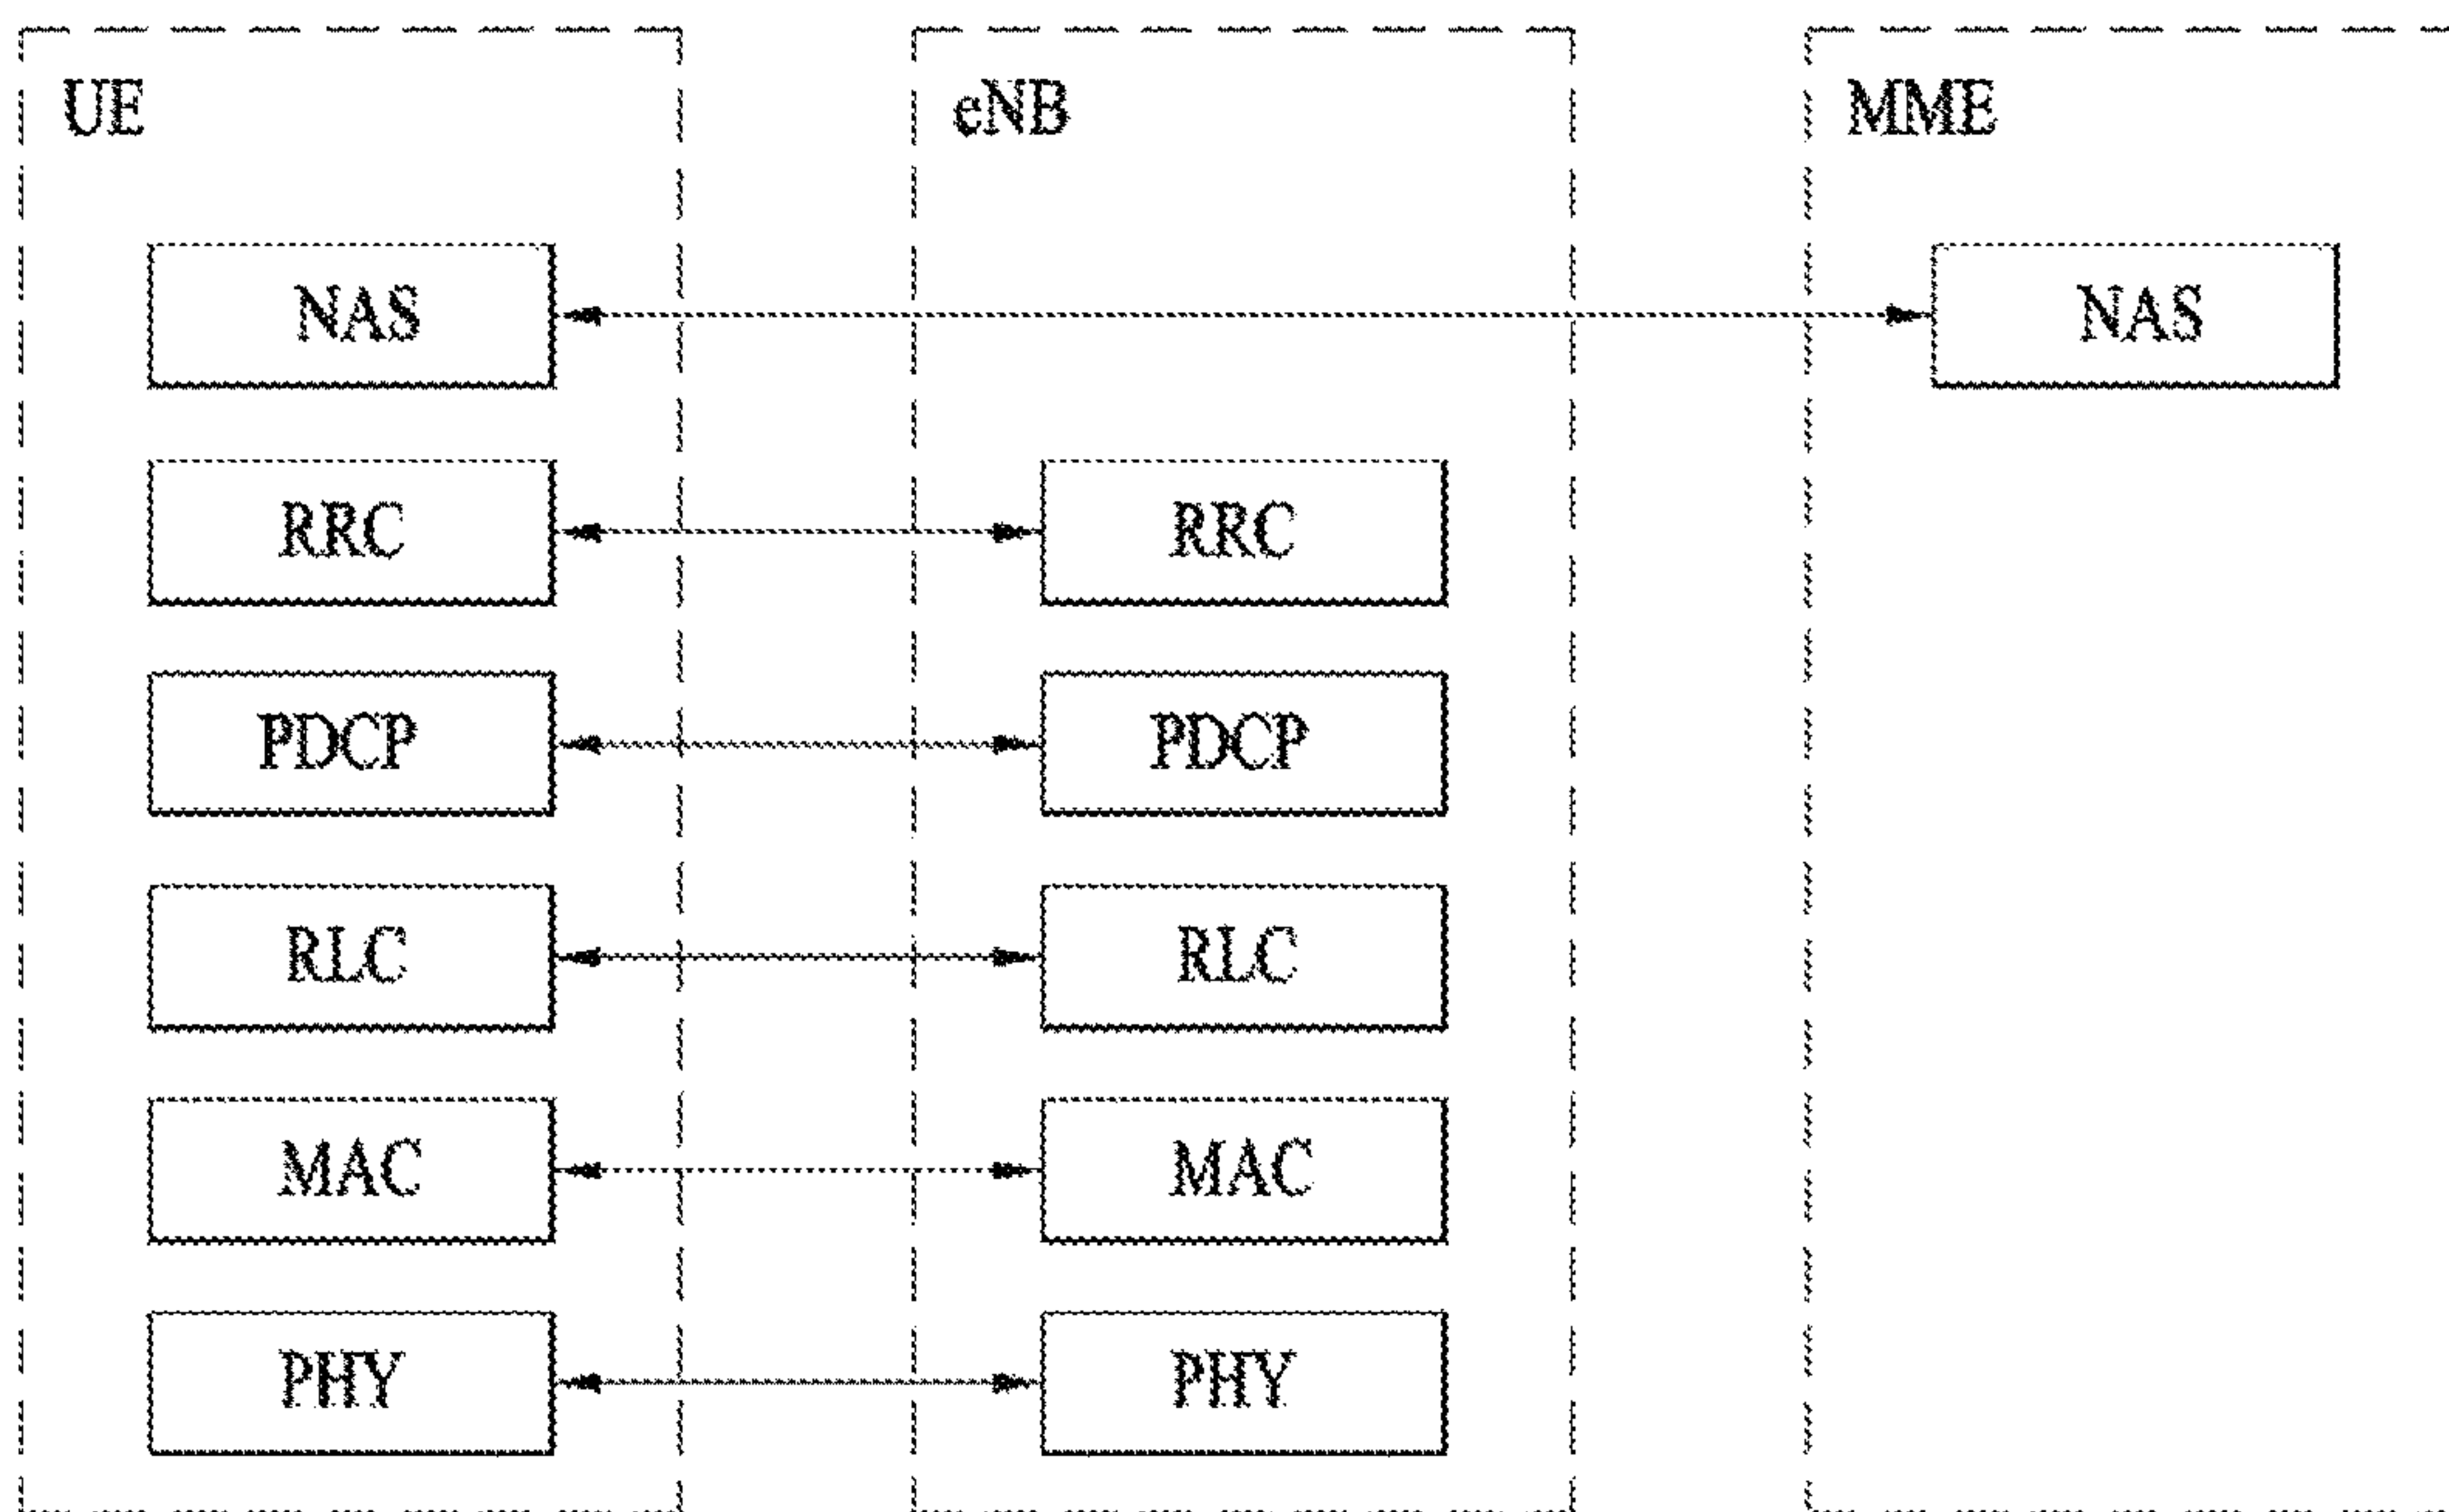 UE eNB MME
NAS NAS
RRC RRC
PDCP PDCP
RLC RLC
MAC MAC
PHY PHY